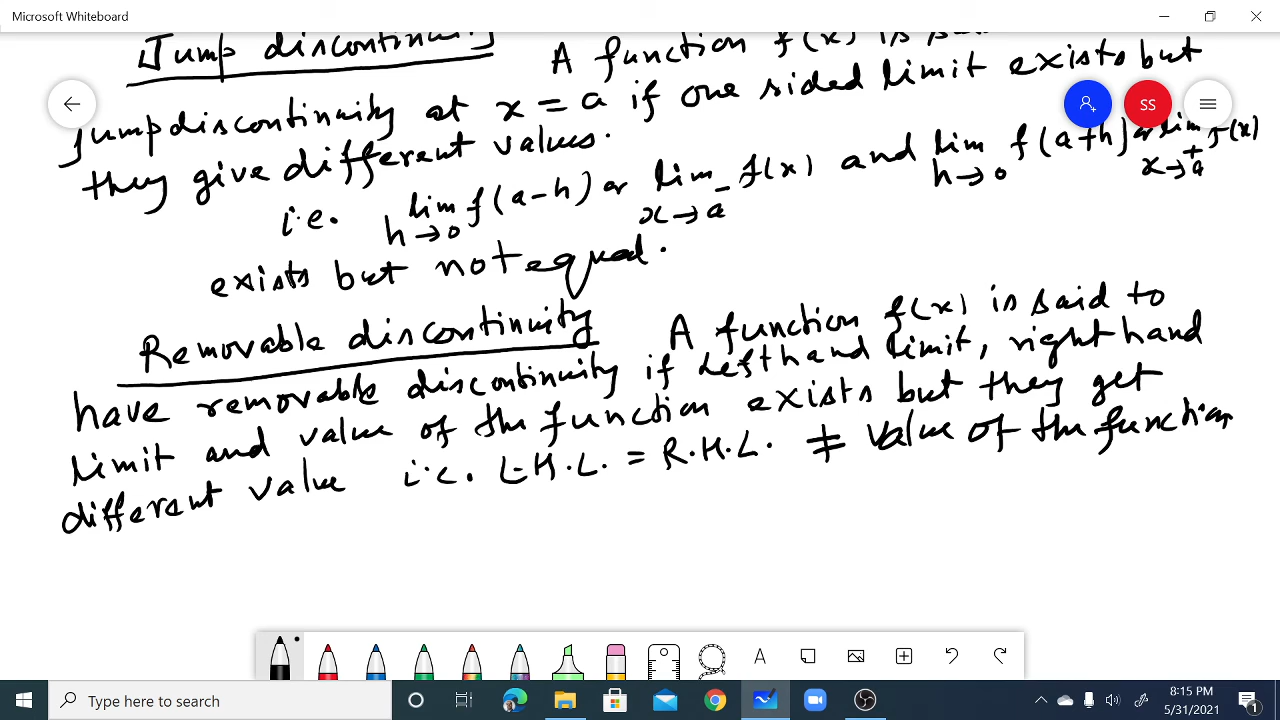 Microsoft Whiteboard
Jump discontinuity A function f(x) is said
Jump discontinuity at x = a if one sided limit exists but
they give different values.
i.e. lim h→0 f(a-h) or lim x→a⁻ f(x) and lim h→0 f(a+h) or lim x→a⁺ f(x)
exists but not equal.
Removable discontinuity A function f(x) is said to
have removable discontinuity if Lefthand limit, right hand
limit and value of the function exists but they get
different value i.e. L.H.L. = R.H.L. ≠ value of the function
SS
A
Type here to search
8:15 PM
5/31/2021
1